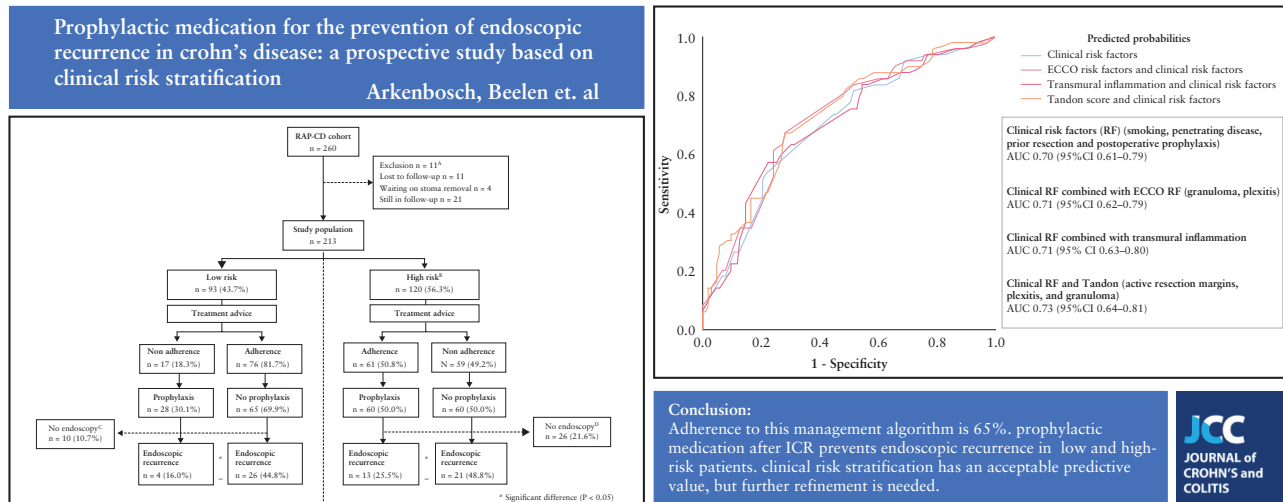 Prophylactic medication for the prevention of endoscopic
recurrence in crohn's disease: a prospective study based on
clinical risk stratification
Arkenbosch, Beelen et. al
RAP-CD cohort
n = 260
Exclusion n = 11A
Lost to follow-up n = 11
Waiting on stoma removal n = 4
Still in follow-up n = 21
Study population
n = 213
Low risk
n = 93 (43.7%)
High riskB
n = 120 (56.3%)
Treatment advice
Treatment advice
Non adherence
n = 17 (18.3%)
Adherence
n = 76 (81.7%)
Adherence
n = 61 (50.8%)
Non adherence
N = 59 (49.2%)
Prophylaxis
n = 28 (30.1%)
No prophylaxis
n = 65 (69.9%)
Prophylaxis
n = 60 (50.0%)
No prophylaxis
n = 60 (50.0%)
No endoscopyC
n = 10 (10.7%)
No endoscopyD
n = 26 (21.6%)
Endoscopic
recurrence
n = 4 (16.0%)
*
–
Endoscopic
recurrence
n = 26 (44.8%)
Endoscopic
recurrence
n = 13 (25.5%)
*
–
Endoscopic
recurrence
n = 21 (48.8%)
* Significant difference (P < 0.05)
1.0
0.8
0.6
0.4
0.2
0.0
Sensitivity
0.0 0.2 0.4 0.6 0.8 1.0
1 - Specificity
Predicted probabilities
Clinical risk factors
ECCO risk factors and clinical risk factors
Transmural inflammation and clinical risk factors
Tandon score and clinical risk factors
Clinical risk factors (RF) (smoking, penetrating disease,
prior resection and postoperative prophylaxis)
AUC 0.70 (95%CI 0.61–0.79)
Clinical RF combined with ECCO RF (granuloma, plexitis)
AUC 0.71 (95%CI 0.62–0.79)
Clinical RF combined with transmural inflammation
AUC 0.71 (95% CI 0.63–0.80)
Clinical RF and Tandon (active resection margins,
plexitis, and granuloma)
AUC 0.73 (95%CI 0.64–0.81)
Conclusion:
Adherence to this management algorithm is 65%. prophylactic
medication after ICR prevents endoscopic recurrence in low and high-
risk patients. clinical risk stratification has an acceptable predictive
value, but further refinement is needed.
JCC
JOURNAL of
CROHN'S and
COLITIS